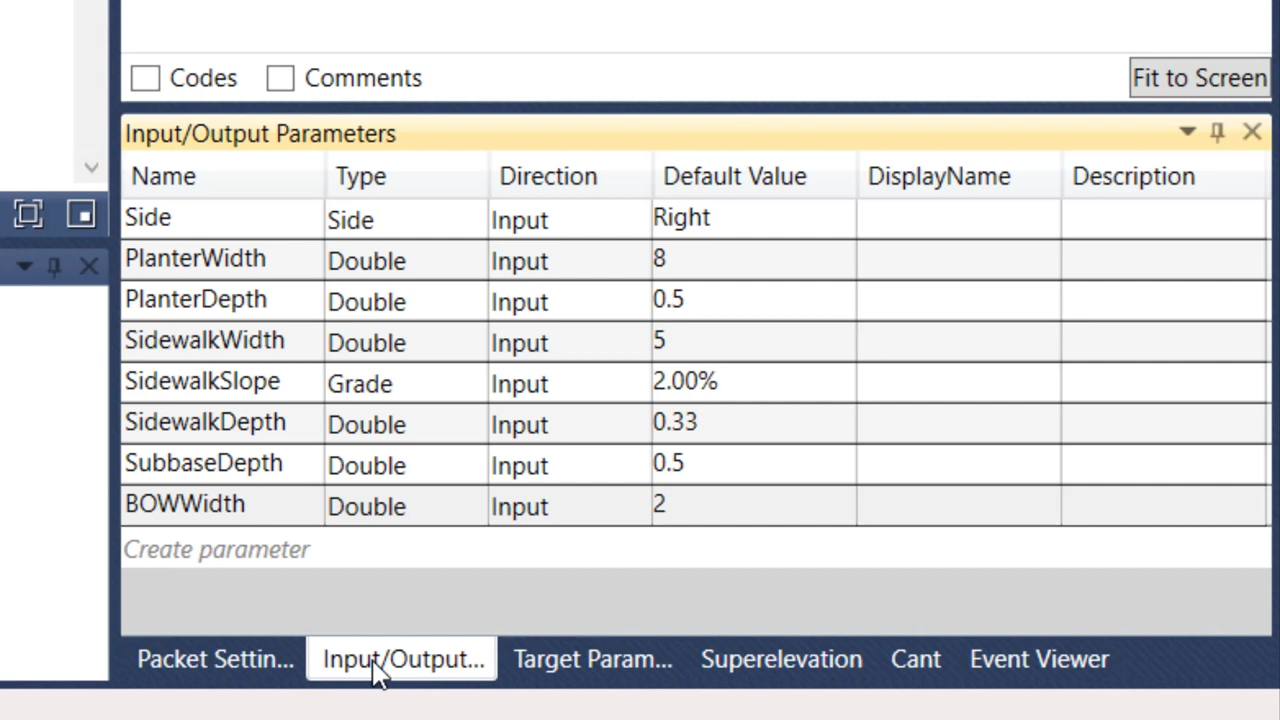 Codes Comments Fit to Screen
Input/Output Parameters
Name Type Direction Default Value DisplayName Description
Side Side Input Right
PlanterWidth Double Input 8
PlanterDepth Double Input 0.5
SidewalkWidth Double Input 5
SidewalkSlope Grade Input 2.00%
SidewalkDepth Double Input 0.33
SubbaseDepth Double Input 0.5
BOWWidth Double Input 2
Create parameter
Packet Settin... Input/Output... Target Param... Superelevation Cant Event Viewer